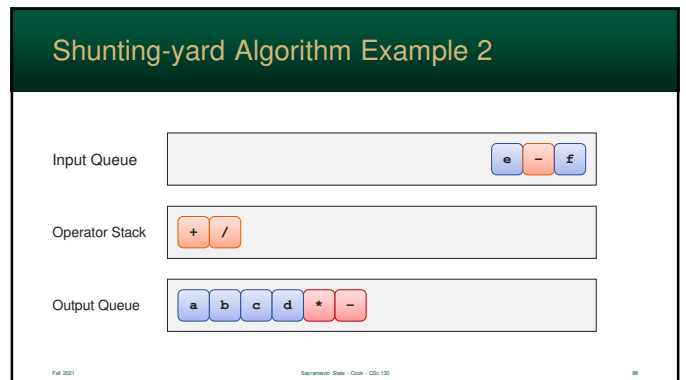 Shunting-yard Algorithm Example 2
Input Queue e - f
Operator Stack + /
Output Queue a b c d * -
Fall 2021 Sacramento State - Cook - CSc 130 88